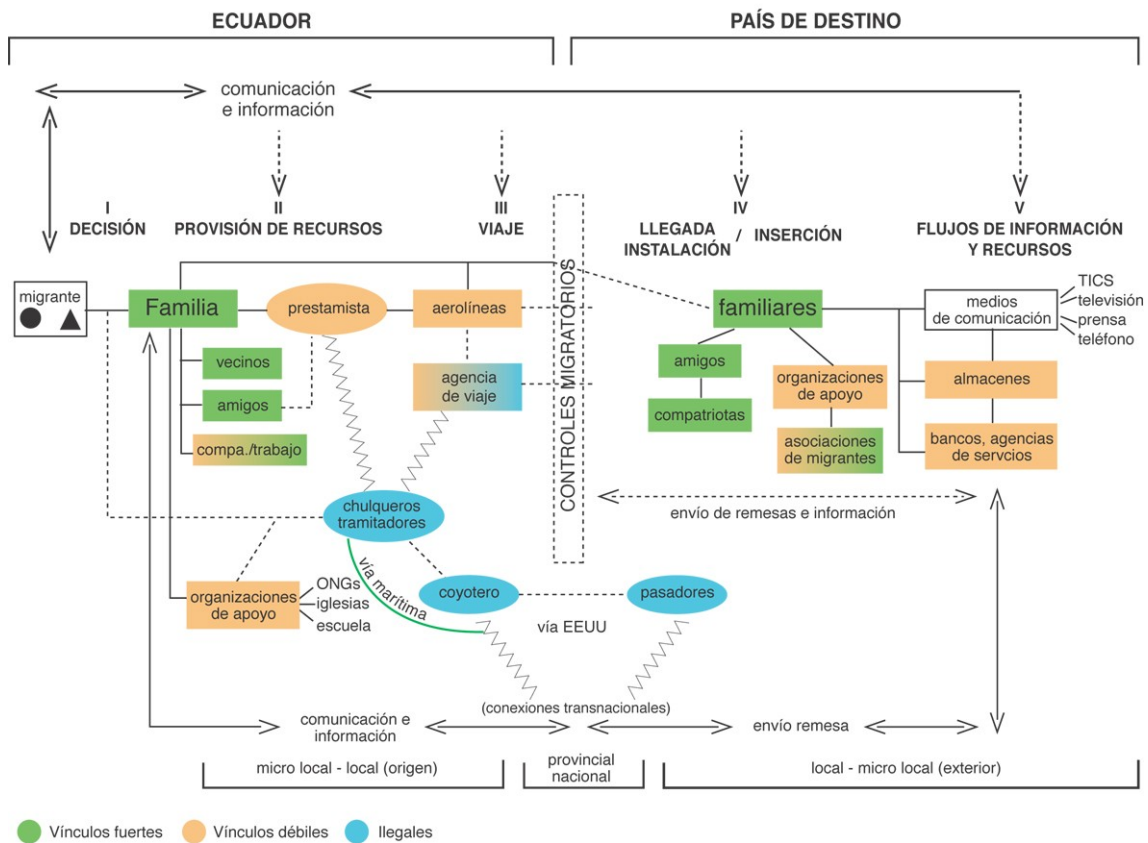 ECUADOR
PAÍS DE DESTINO
comunicación
e información
I
DECISIÓN
II
PROVISIÓN DE RECURSOS
III
VIAJE
IV
LLEGADA
INSTALACIÓN / INSERCIÓN
V
FLUJOS DE INFORMACIÓN
Y RECURSOS
migrante
Familia
prestamista
aerolíneas
CONTROLES MIGRATORIOS
familiares
medios
de comunicación
TICS
televisión
prensa
teléfono
vecinos
amigos
compa./trabajo
agencia
de viaje
amigos
compatriotas
organizaciones
de apoyo
asociaciones
de migrantes
almacenes
bancos, agencias
de servcios
chulqueros
tramitadores
envío de remesas e información
organizaciones
de apoyo
ONGs
iglesias
escuela
vía marítima
coyotero
pasadores
vía EEUU
(conexiones transnacionales)
comunicación e
información
envío remesa
micro local - local (origen)
provincial
nacional
local - micro local (exterior)
Vínculos fuertes
Vínculos débiles
Ilegales